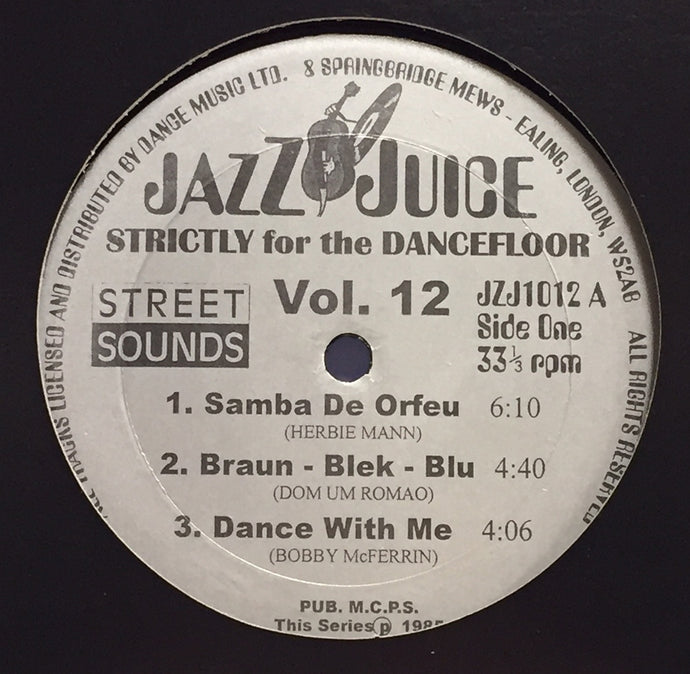 ALL TRACKS LICENSED AND DISTRIBUTED BY DANCE MUSIC LTD. 8 SPRINGBRIDGE MEWS - EALING, LONDON, W52AB ALL RIGHTS RESERVED
JAZZ JUICE
STRICTLY for the DANCEFLOOR
STREET
SOUNDS
Vol. 12
JZJ1012 A
Side One
33⅓ rpm
1. Samba De Orfeu 6:10
(HERBIE MANN)
2. Braun - Blek - Blu 4:40
(DOM UM ROMAO)
3. Dance With Me 4:06
(BOBBY McFERRIN)
PUB. M.C.P.S.
This Series ℗ 1985